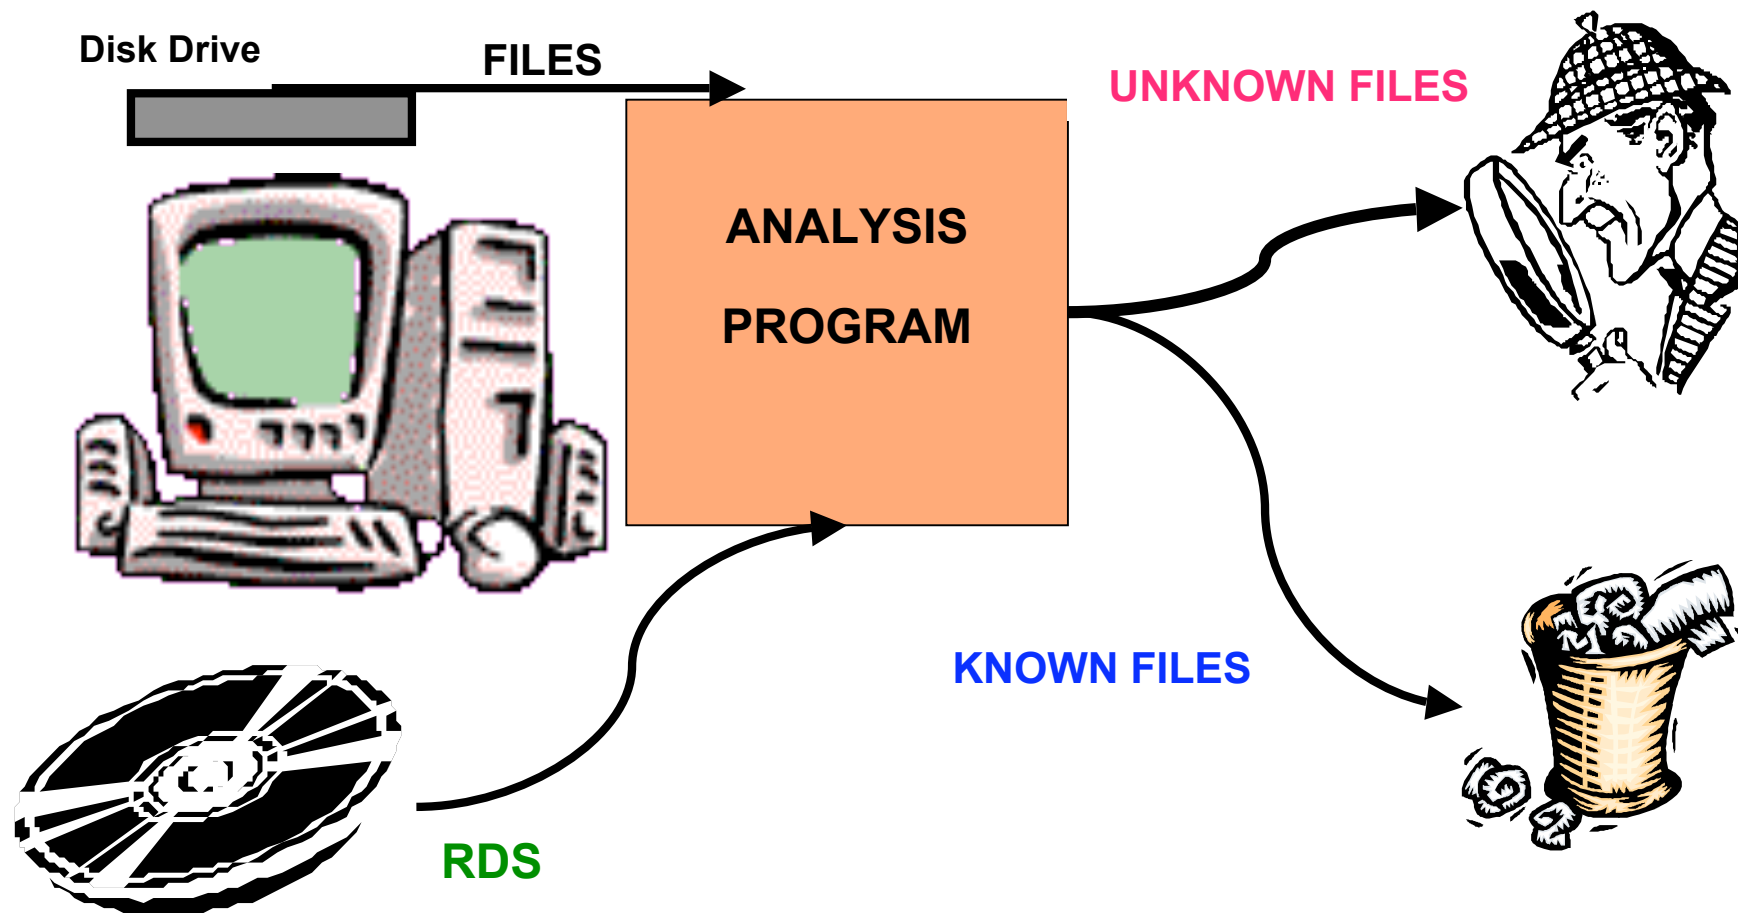 Disk Drive
FILES
UNKNOWN FILES
ANALYSIS
PROGRAM
KNOWN FILES
RDS